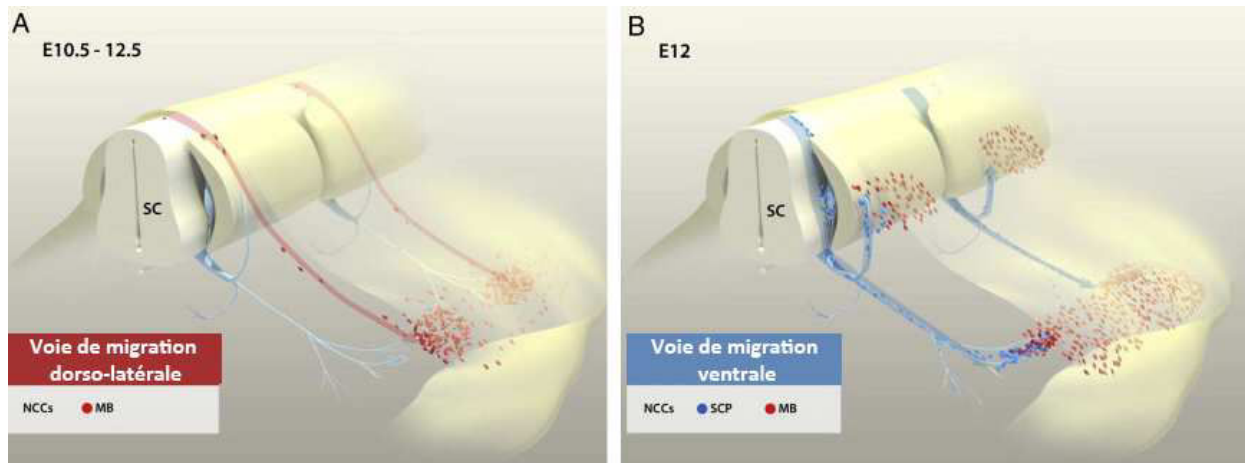 A
E10.5 - 12.5
SC
Voie de migration
dorso-latérale
NCCs MB
B
E12
SC
Voie de migration
ventrale
NCCs SCP MB